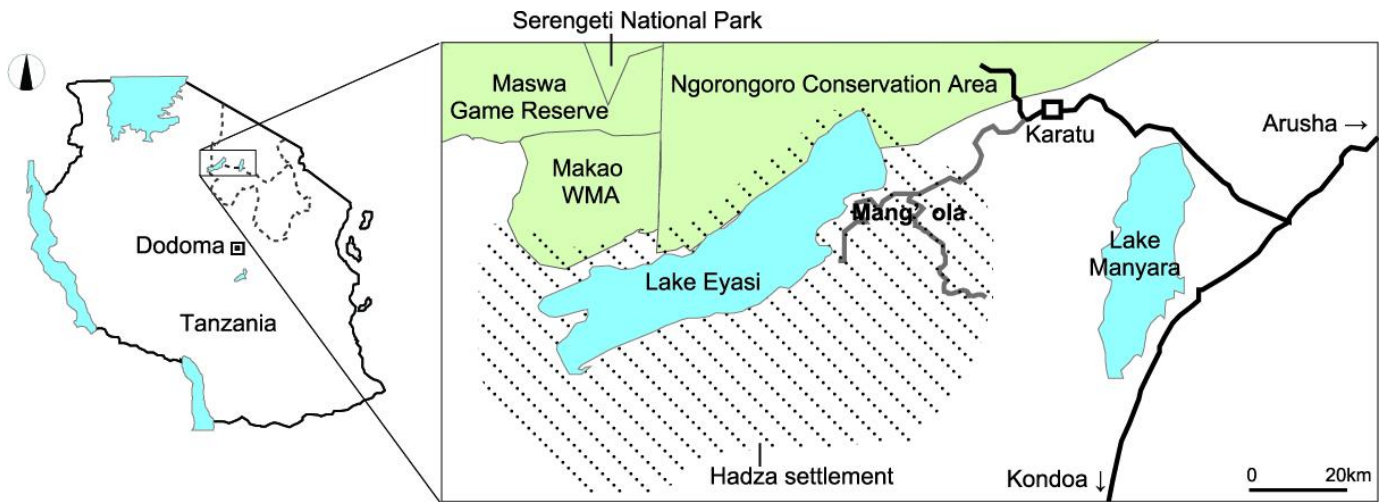 Serengeti National Park
Maswa
Game Reserve
Ngorongoro Conservation Area
Karatu
Arusha →
Makao
WMA
Mang' ola
Dodoma
Lake Eyasi
Lake
Manyara
Tanzania
Hadza settlement
Kondoa ↓
0 20km